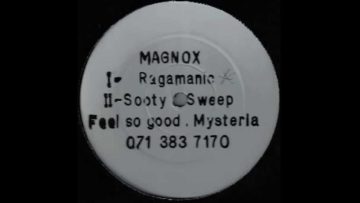 MAGNOX
I- Ragamanic
II-Sooty & Sweep
Feel so good. Mysteria
071 383 7170